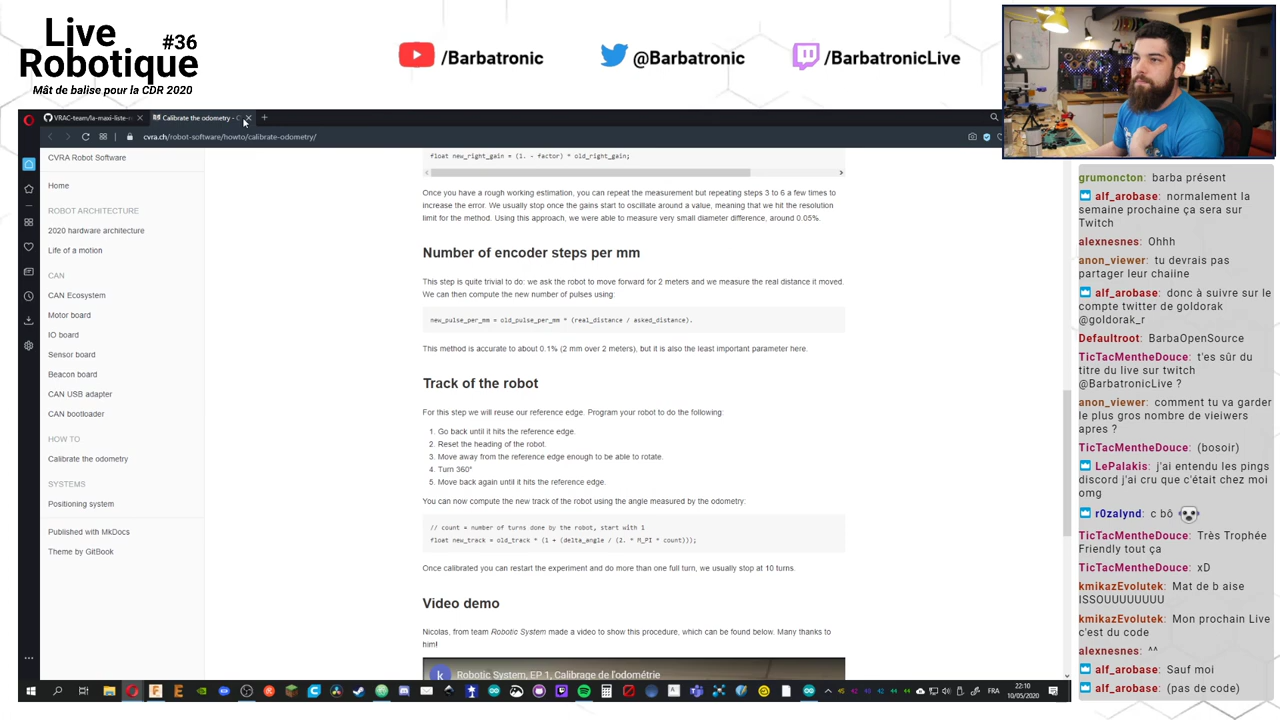 Live
Robotique
#36
Mât de balise pour la CDR 2020
/Barbatronic
@Barbatronic
/BarbatronicLive
VRAC-team/la-maxi-liste-
Calibrate the odometry - C
cvra.ch/robot-software/howto/calibrate-odometry/
CVRA Robot Software
Home
ROBOT ARCHITECTURE
2020 hardware architecture
Life of a motion
CAN
CAN Ecosystem
Motor board
IO board
Sensor board
Beacon board
CAN USB adapter
CAN bootloader
HOW TO
Calibrate the odometry
SYSTEMS
Positioning system
Published with MkDocs
Theme by GitBook
float new_right_gain = (1. - factor) * old_right_gain;
Once you have a rough working estimation, you can repeat the measurement but repeating steps 3 to 6 a few times to
increase the error. We usually stop once the gains start to oscillate around a value, meaning that we hit the resolution
limit for the method. Using this approach, we were able to measure very small diameter difference, around 0.05%.
Number of encoder steps per mm
This step is quite trivial to do: we ask the robot to move forward for 2 meters and we measure the real distance it moved.
We can then compute the new number of pulses using:
new_pulse_per_mm = old_pulse_per_mm * (real_distance / asked_distance).
This method is accurate to about 0.1% (2 mm over 2 meters), but it is also the least important parameter here.
Track of the robot
For this step we will reuse our reference edge. Program your robot to do the following:
1. Go back until it hits the reference edge.
2. Reset the heading of the robot.
3. Move away from the reference edge enough to be able to rotate.
4. Turn 360°
5. Move back again until it hits the reference edge.
You can now compute the new track of the robot using the angle measured by the odometry:
// count = number of turns done by the robot, start with 1
float new_track = old_track * (1 + (delta_angle / (2. * M_PI * count)));
Once calibrated you can restart the experiment and do more than one full turn, we usually stop at 10 turns.
Video demo
Nicolas, from team Robotic System made a video to show this procedure, which can be found below. Many thanks to
him!
k Robotic System, EP 1, Calibrage de l'odométrie
grumoncton: barba présent
alf_arobase: normalement la
semaine prochaine ça sera sur
Twitch
alexnesnes: Ohhh
anon_viewer: tu devrais pas
partager leur chaiine
alf_arobase: donc à suivre sur le
compte twitter de goldorak
@goldorak_r
Defaultroot: BarbaOpenSource
TicTacMentheDouce: t'es sûr du
titre du live sur twitch
@BarbatronicLive ?
anon_viewer: comment tu va garder
le plus gros nombre de vieiwers
apres ?
TicTacMentheDouce: (bosoir)
LePalakis: j'ai entendu les pings
discord j'ai cru que c'était chez moi
omg
r0zalynd: c bô
TicTacMentheDouce: Très Trophée
Friendly tout ça
TicTacMentheDouce: xD
kmikazEvolutek: Mat de b aise
ISSOUUUUUUUU
kmikazEvolutek: Mon prochain Live
c'est du code
alexnesnes: ^^
alf_arobase: Sauf moi
alf_arobase: (pas de code)
FRA
22:10
10/05/2020